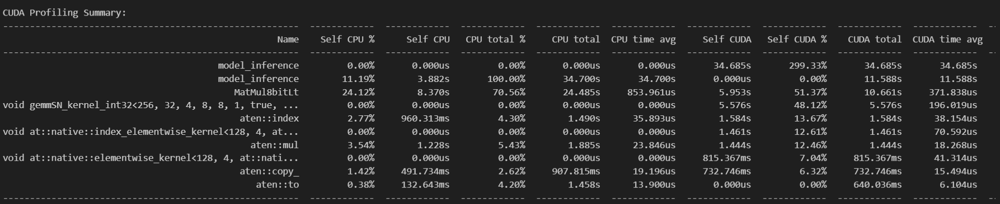 CUDA Profiling Summary:
-------------------------------------------------------  ------------  ------------  ------------  ------------  ------------  ------------  ------------  ------------  ------------  --
Name    Self CPU %      Self CPU   CPU total %     CPU total  CPU time avg     Self CUDA   Self CUDA %    CUDA total  CUDA time avg
-------------------------------------------------------  ------------  ------------  ------------  ------------  ------------  ------------  ------------  ------------  ------------  --
model_inference         0.00%       0.000us         0.00%       0.000us       0.000us       34.685s       299.33%       34.685s       34.685s
model_inference        11.19%        3.882s       100.00%       34.700s       34.700s       0.000us         0.00%       11.588s       11.588s
MatMul8bitLt        24.12%        8.370s        70.56%       24.485s     853.961us        5.953s        51.37%       10.661s     371.838us
void gemmSN_kernel_int32<256, 32, 4, 8, 8, 1, true, ...         0.00%       0.000us         0.00%       0.000us       0.000us        5.576s        48.12%        5.576s     196.019us
aten::index         2.77%     960.313ms         4.30%        1.490s      35.893us        1.584s        13.67%        1.584s      38.154us
void at::native::index_elementwise_kernel<128, 4, at...         0.00%       0.000us         0.00%       0.000us       0.000us        1.461s        12.61%        1.461s      70.592us
aten::mul         3.54%        1.228s         5.43%        1.885s      23.846us        1.444s        12.46%        1.444s      18.268us
void at::native::elementwise_kernel<128, 4, at::nati...         0.00%       0.000us         0.00%       0.000us       0.000us     815.367ms         7.04%     815.367ms      41.314us
aten::copy_         1.42%     491.734ms         2.62%     907.815ms      19.196us     732.746ms         6.32%     732.746ms      15.494us
aten::to         0.38%     132.643ms         4.20%        1.458s      13.900us       0.000us         0.00%     640.036ms       6.104us
-------------------------------------------------------  ------------  ------------  ------------  ------------  ------------  ------------  ------------  ------------  ------------  --